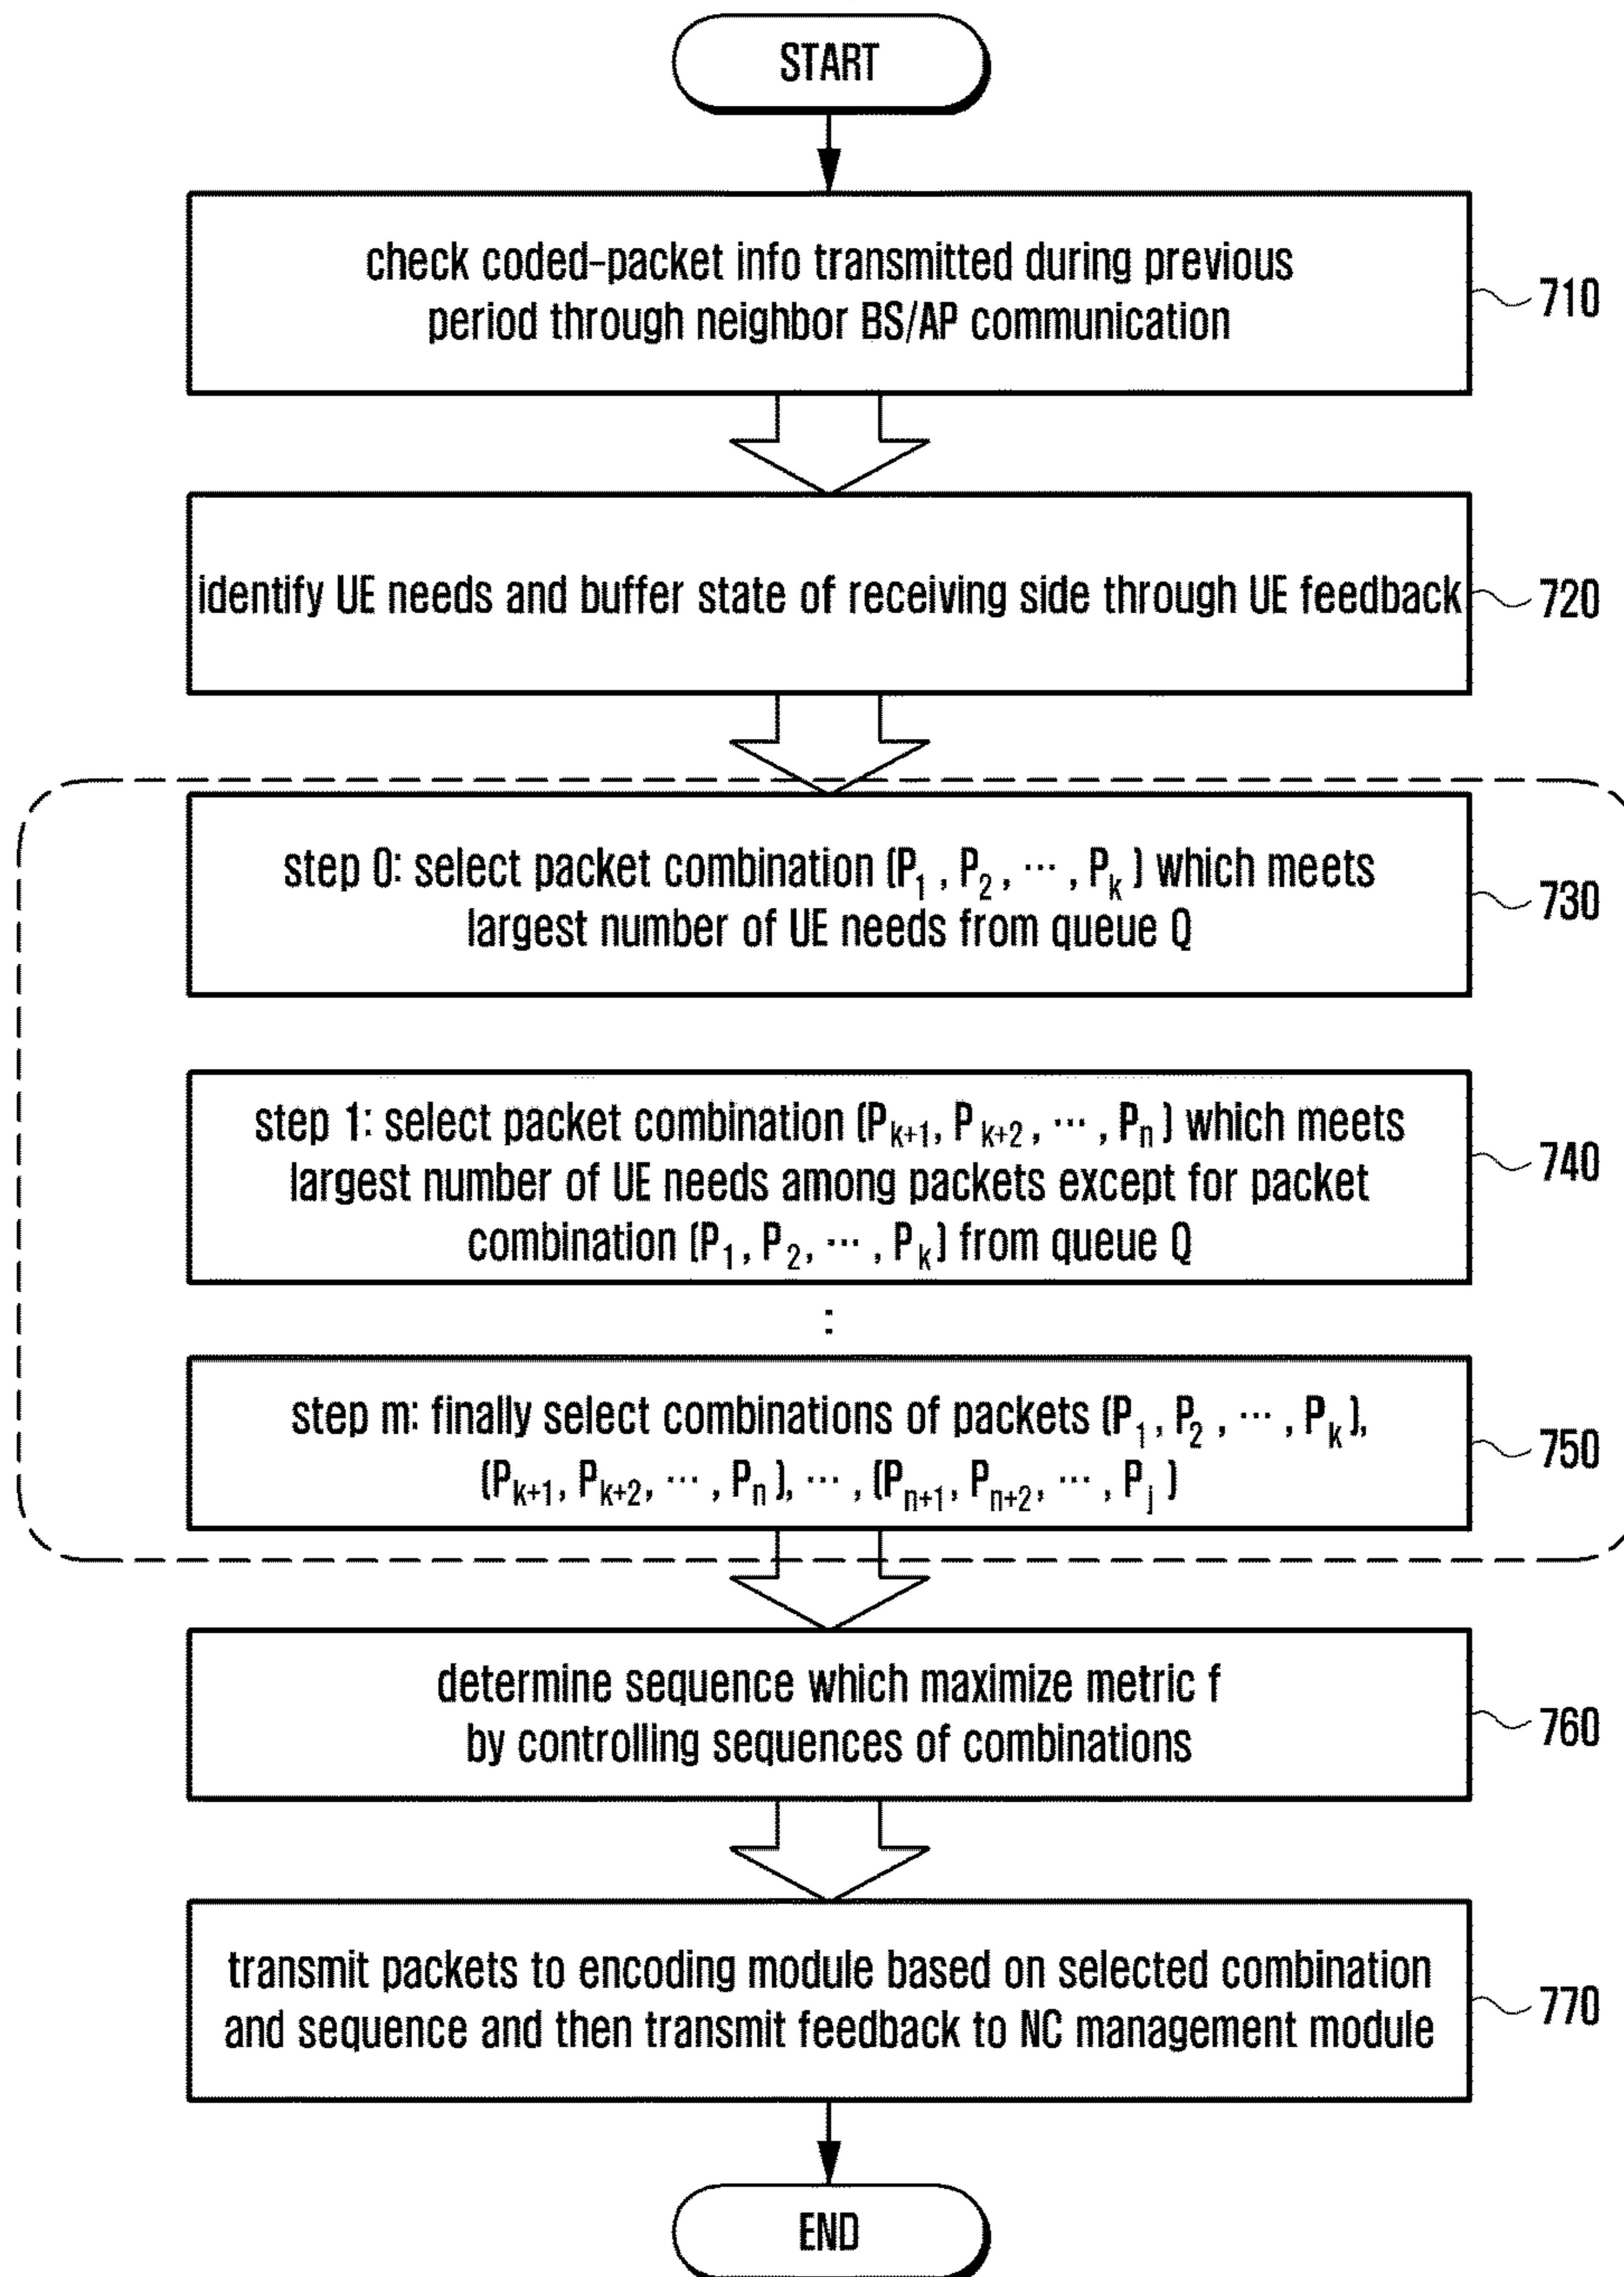 START
check coded-packet info transmitted during previous
period through neighbor BS/AP communication
710
identify UE needs and buffer state of receiving side through UE feedback
720
step 0: select packet combination (P1, P2, ⋯, Pk) which meets
largest number of UE needs from queue Q
730
step 1: select packet combination (Pk+1, Pk+2, ⋯, Pn) which meets
largest number of UE needs among packets except for packet
combination (P1, P2, ⋯, Pk) from queue Q
740
:
step m: finally select combinations of packets (P1, P2, ⋯, Pk),
(Pk+1, Pk+2, ⋯, Pn), ⋯, (Pn+1, Pn+2, ⋯, Pj)
750
determine sequence which maximize metric f
by controlling sequences of combinations
760
transmit packets to encoding module based on selected combination
and sequence and then transmit feedback to NC management module
770
END